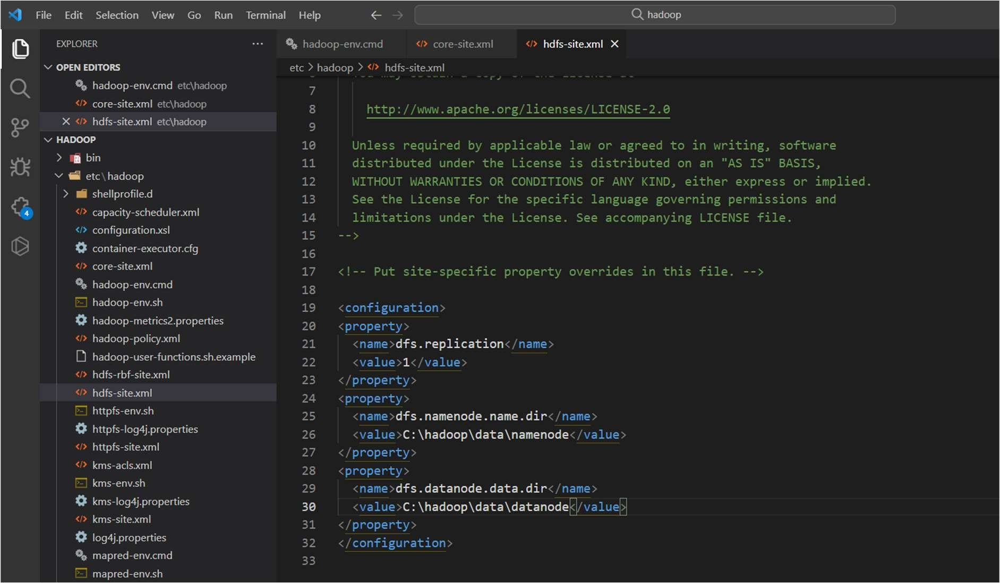 File Edit Selection View Go Run Terminal Help
hadoop
EXPLORER
OPEN EDITORS
hadoop-env.cmd etc\hadoop
core-site.xml etc\hadoop
hdfs-site.xml etc\hadoop
HADOOP
bin
etc\hadoop
shellprofile.d
capacity-scheduler.xml
configuration.xsl
container-executor.cfg
core-site.xml
hadoop-env.cmd
hadoop-env.sh
hadoop-metrics2.properties
hadoop-policy.xml
hadoop-user-functions.sh.example
hdfs-rbf-site.xml
hdfs-site.xml
httpfs-env.sh
httpfs-log4j.properties
httpfs-site.xml
kms-acls.xml
kms-env.sh
kms-log4j.properties
kms-site.xml
log4j.properties
mapred-env.cmd
mapred-env.sh
4
hadoop-env.cmd core-site.xml hdfs-site.xml
etc > hadoop > hdfs-site.xml
6 You may obtain a copy of the License at
7
8 http://www.apache.org/licenses/LICENSE-2.0
9
10 Unless required by applicable law or agreed to in writing, software
11 distributed under the License is distributed on an "AS IS" BASIS,
12 WITHOUT WARRANTIES OR CONDITIONS OF ANY KIND, either express or implied.
13 See the License for the specific language governing permissions and
14 limitations under the License. See accompanying LICENSE file.
15 -->
16
17 <!-- Put site-specific property overrides in this file. -->
18
19 <configuration>
20 <property>
21 <name>dfs.replication</name>
22 <value>1</value>
23 </property>
24 <property>
25 <name>dfs.namenode.name.dir</name>
26 <value>C:\hadoop\data\namenode</value>
27 </property>
28 <property>
29 <name>dfs.datanode.data.dir</name>
30 <value>C:\hadoop\data\datanode</value>
31 </property>
32 </configuration>
33